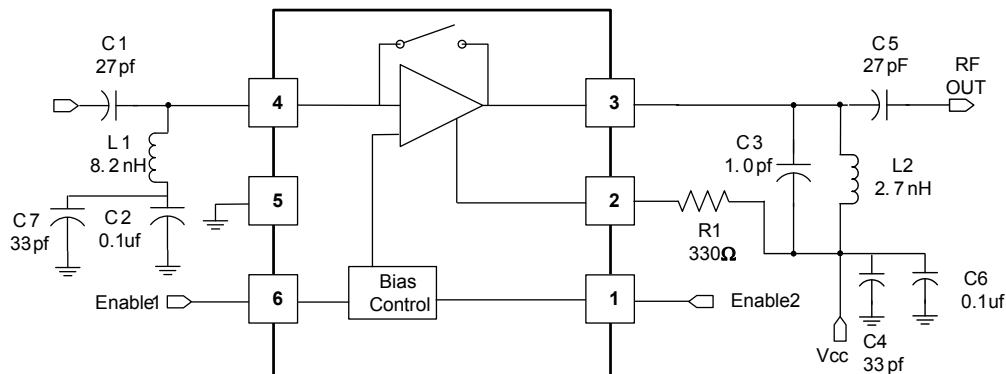 C1
27pf
4
L1
8.2nH
C7
33pf
C2
0.1uf
5
Enable1
6
Bias
Control
3
2
1
Enable2
R1
330Ω
C3
1.0pf
L2
2.7nH
C5
27pF
RF
OUT
Vcc
C4
33pf
C6
0.1uf